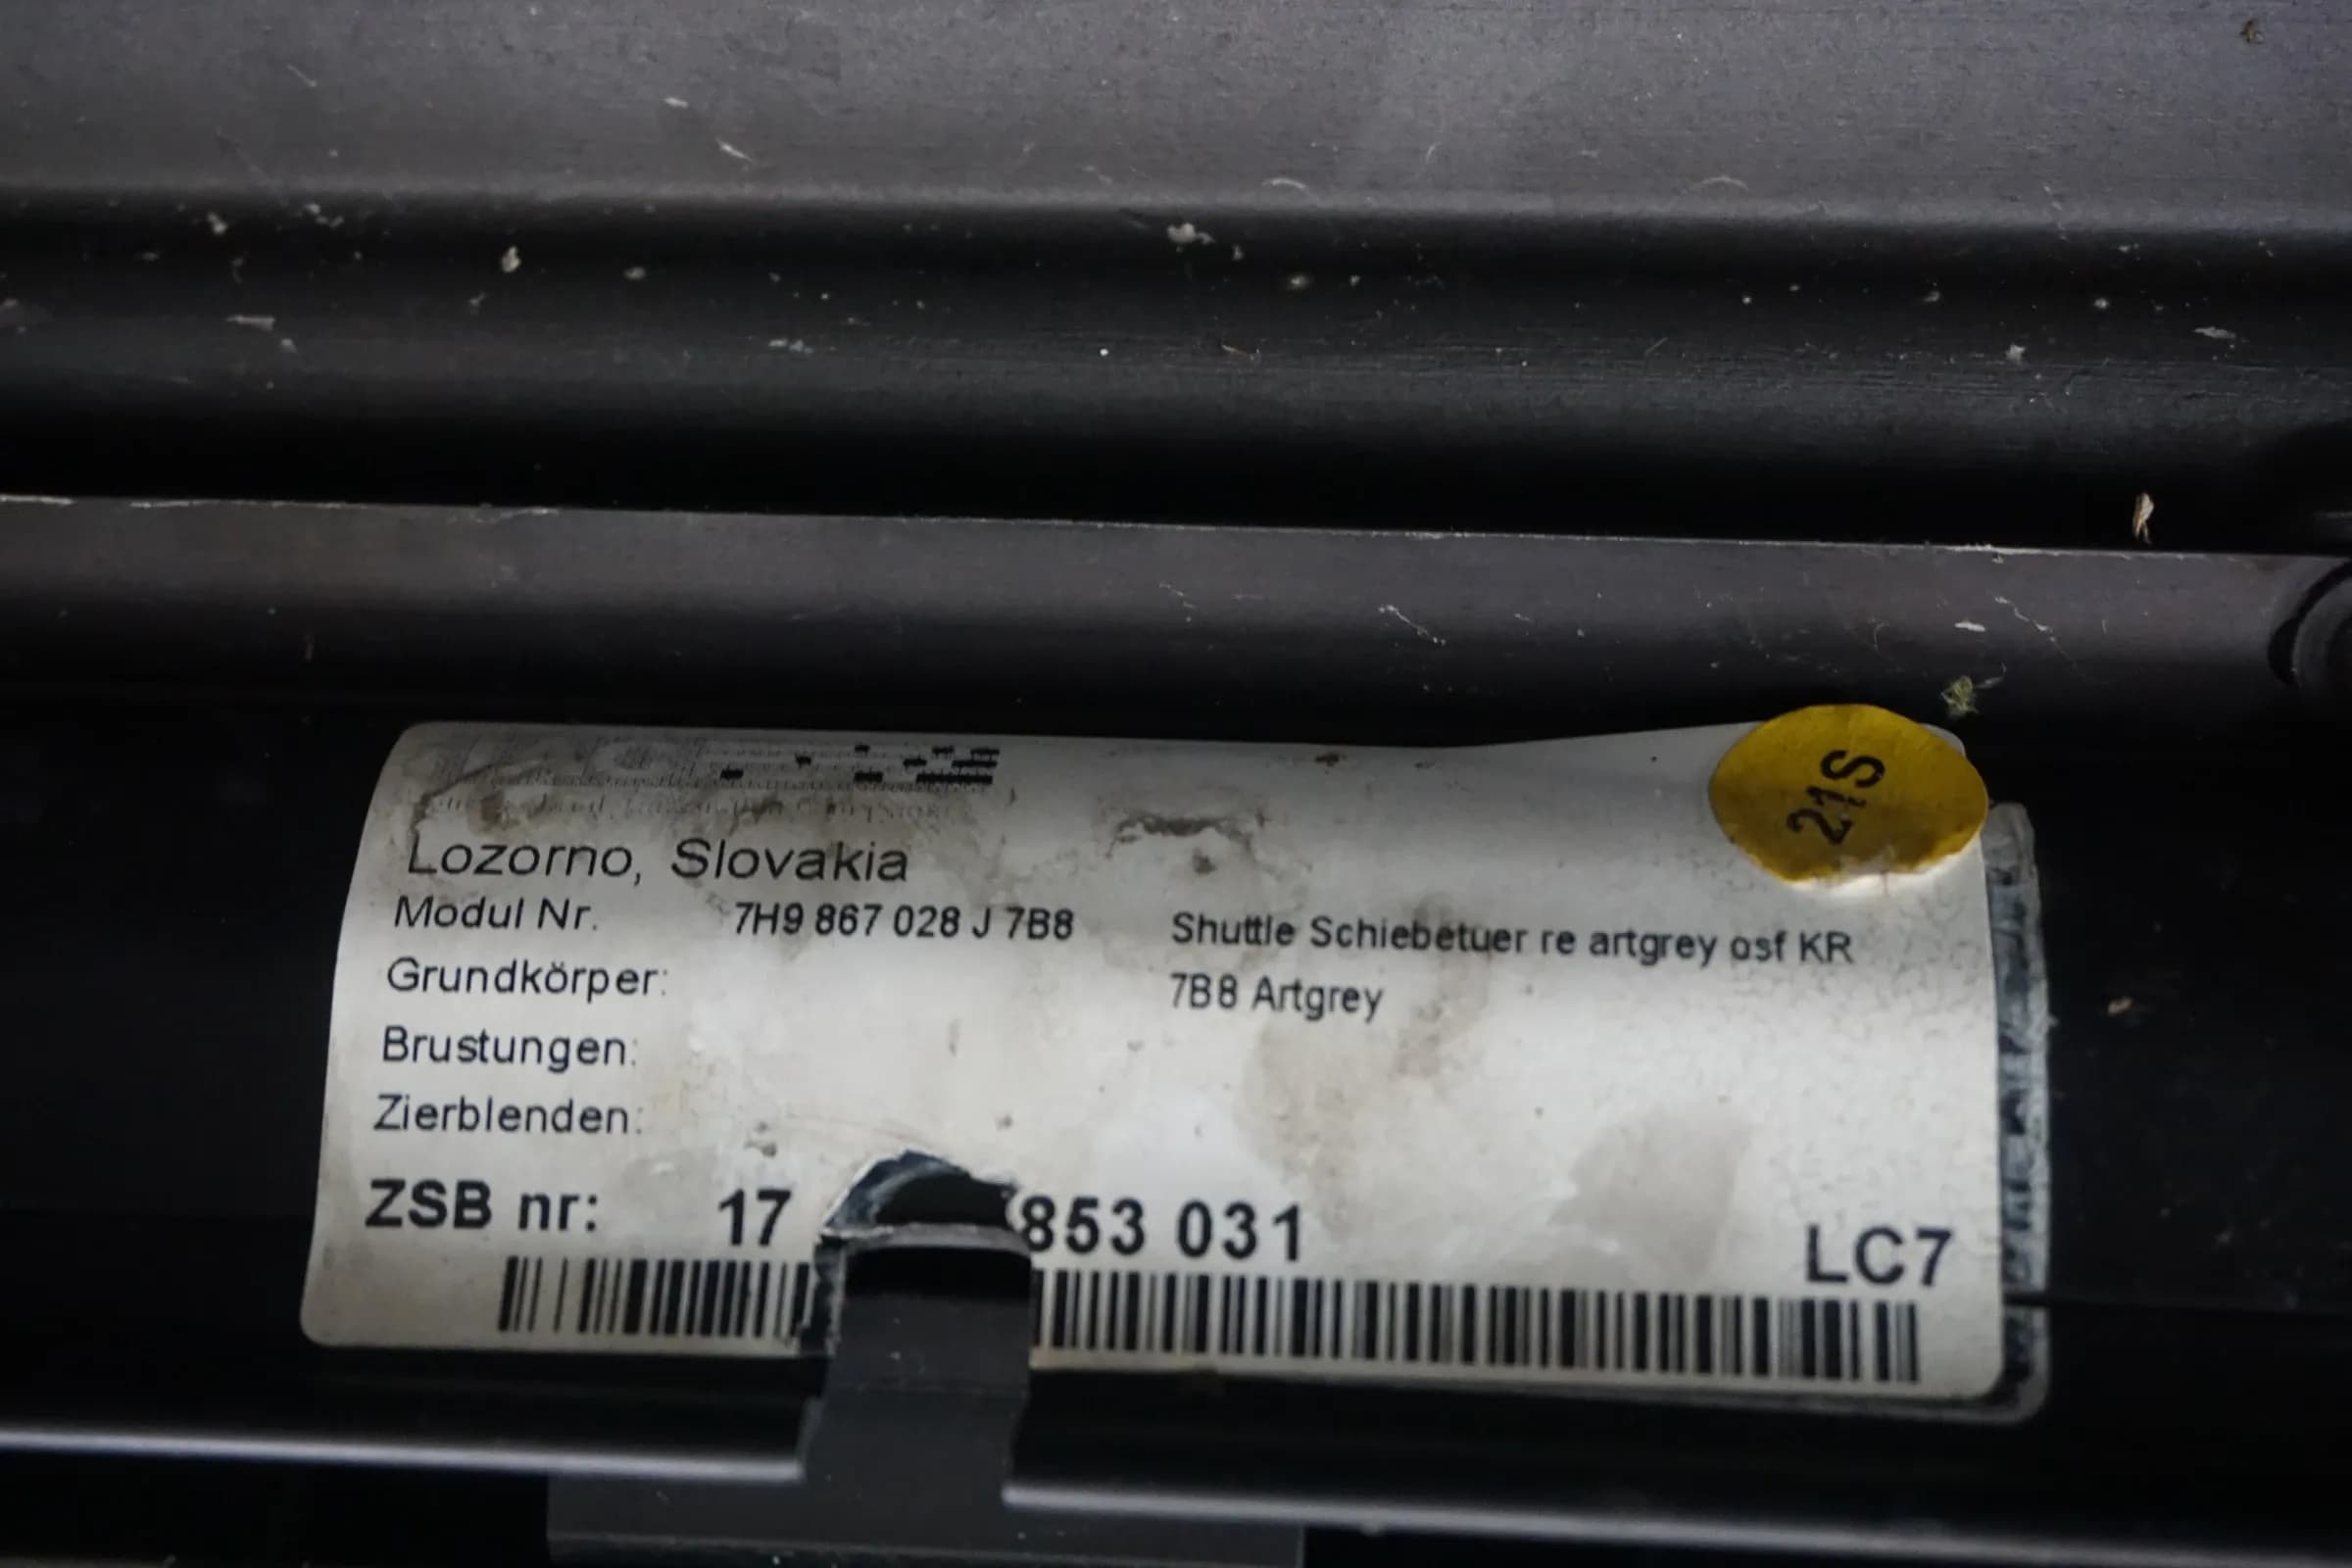 21S
Lozorno, Slovakia
Modul Nr. 7H9 867 028 J 7B8 Shuttle Schiebetuer re artgrey osf KR
Grundkörper: 7B8 Artgrey
Brustungen:
Zierblenden:
ZSB nr: 17 853 031 LC7